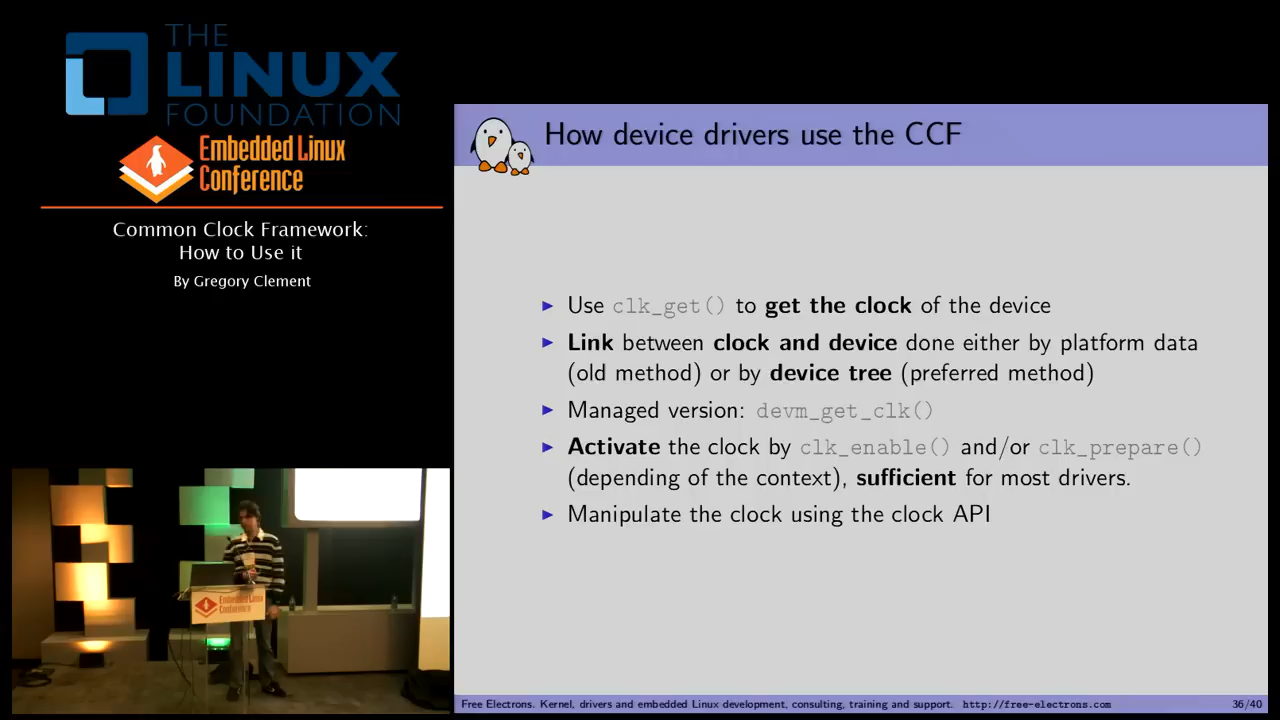 THE
LINUX
FOUNDATION
Embedded Linux
Conference
Common Clock Framework:
How to Use it
By Gregory Clement
How device drivers use the CCF
▶ Use clk_get() to get the clock of the device
▶ Link between clock and device done either by platform data
(old method) or by device tree (preferred method)
▶ Managed version: devm_get_clk()
▶ Activate the clock by clk_enable() and/or clk_prepare()
(depending of the context), sufficient for most drivers.
▶ Manipulate the clock using the clock API
Embedded Linux
Conference
Free Electrons. Kernel, drivers and embedded Linux development, consulting, training and support. http://free-electrons.com 36/40